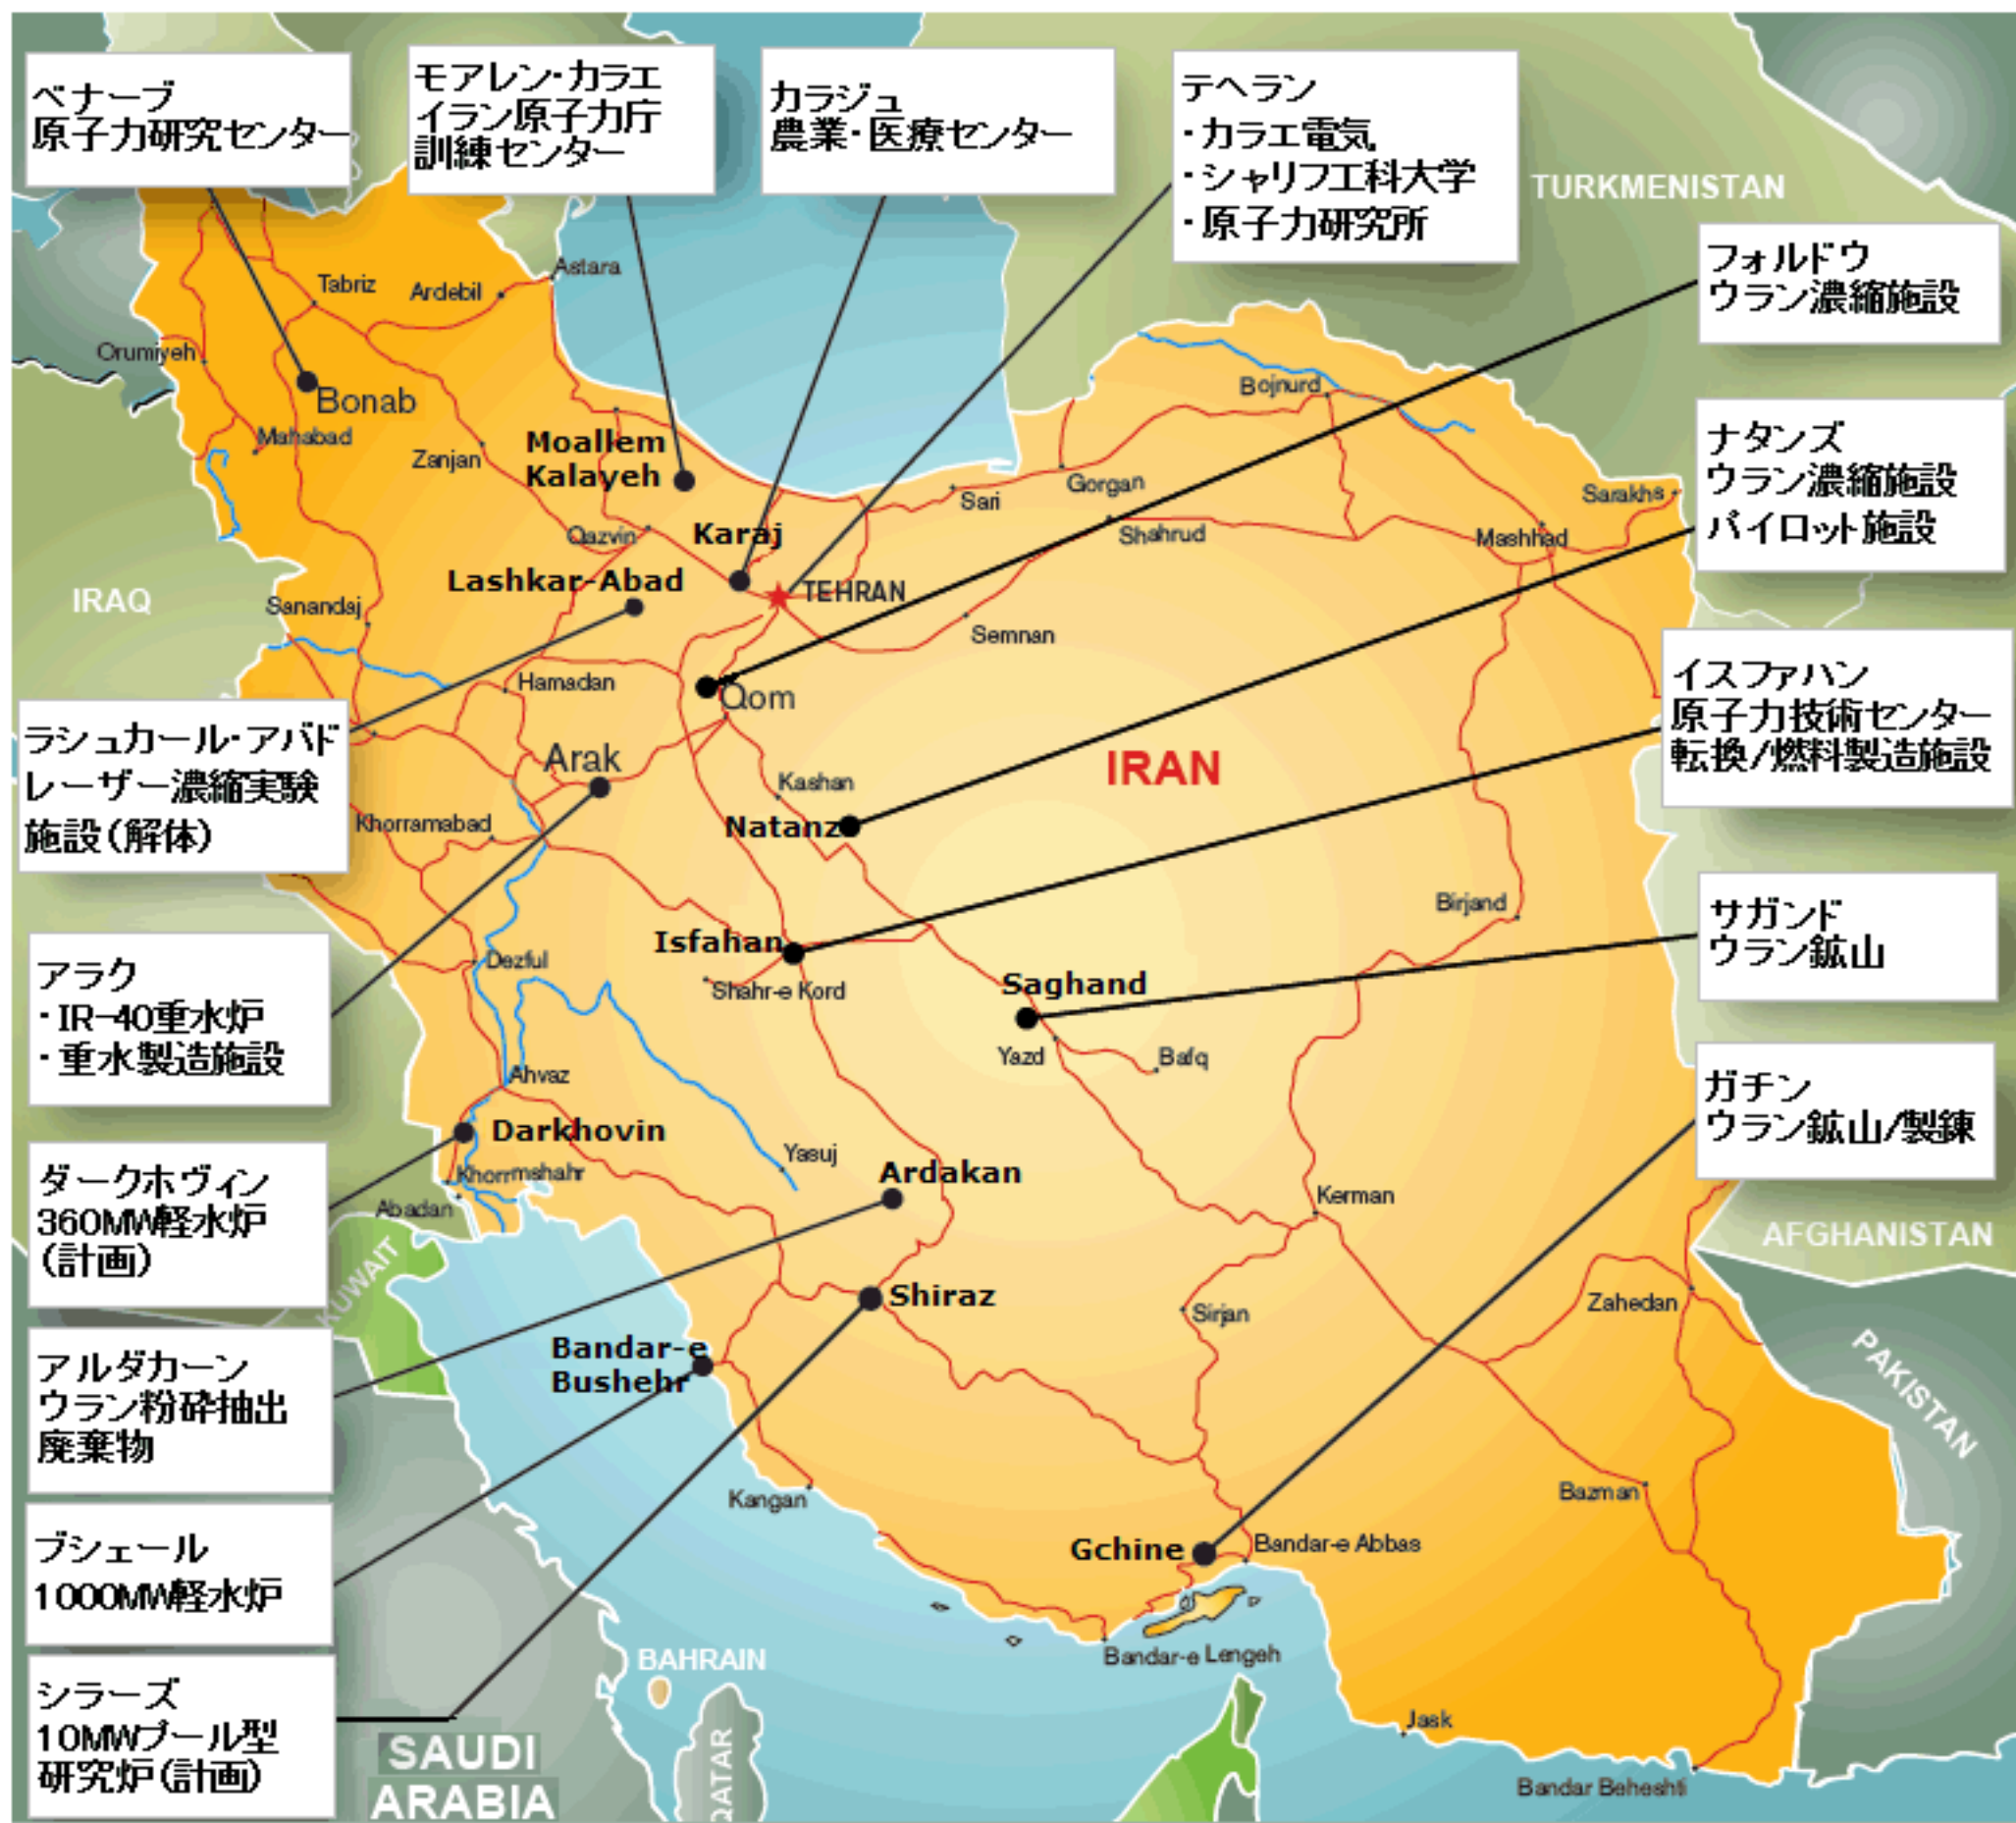 ベナーブ
原子力研究センター
モアレン・カラエ
イラン原子力庁
訓練センター
カラジュ
農業・医療センター
テヘラン
・カラエ電気
・シャリフ工科大学
・原子力研究所
TURKMENISTAN
フォルドウ
ウラン濃縮施設
ナタンズ
ウラン濃縮施設
パイロット施設
イスファハン
原子力技術センター
転換/燃料製造施設
サガンド
ウラン鉱山
ガチン
ウラン鉱山/製錬
ラシュカール・アバド
レーザー濃縮実験
施設(解体)
アラク
・IR-40重水炉
・重水製造施設
ダークホヴィン
360MW軽水炉
(計画)
アルダカーン
ウラン粉砕抽出
廃棄物
ブシェール
1000MW軽水炉
シラーズ
10MWプール型
研究炉(計画)
Astara
Tabriz
Ardebil
Orumiyeh
Bonab
Mahabad
Zanjan
Moallem
Kalayeh
Bojnurd
Gorgan
Sari
Sarakhs
Shahrud
Mashhad
Qazvin
Karaj
Lashkar-Abad
TEHRAN
IRAQ
Sanandaj
Semnan
Hamadan
Qom
Arak
IRAN
Kashan
Khorramabad
Natanz
Birjand
Isfahan
Dezful
Shahr-e Kord
Saghand
Yazd
Bafq
Ahvaz
Darkhovin
Yasuj
Khorrmshahr
Ardakan
Abadan
Kerman
AFGHANISTAN
KUWAIT
Shiraz
Sirjan
Zahedan
Bandar-e
Bushehr
PAKISTAN
Kangan
Bazman
Gchine
Bandar-e Abbas
BAHRAIN
Bandar-e Lengeh
Jask
SAUDI
ARABIA
QATAR
Bandar Beheshti